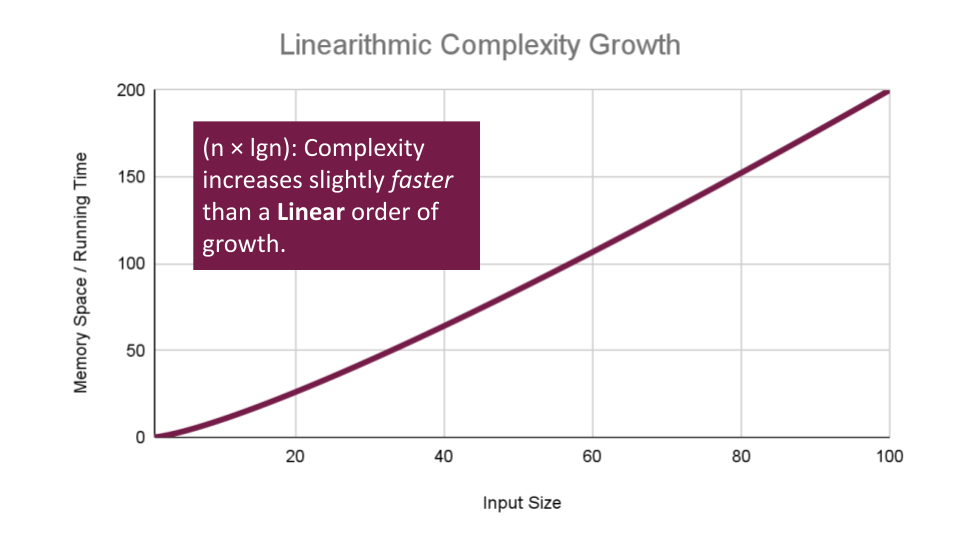 Linearithmic Complexity Growth
(n × lgn): Complexity
increases slightly faster
than a Linear order of
growth.
Memory Space / Running Time
200
150
100
50
0
20 40 60 80 100
Input Size